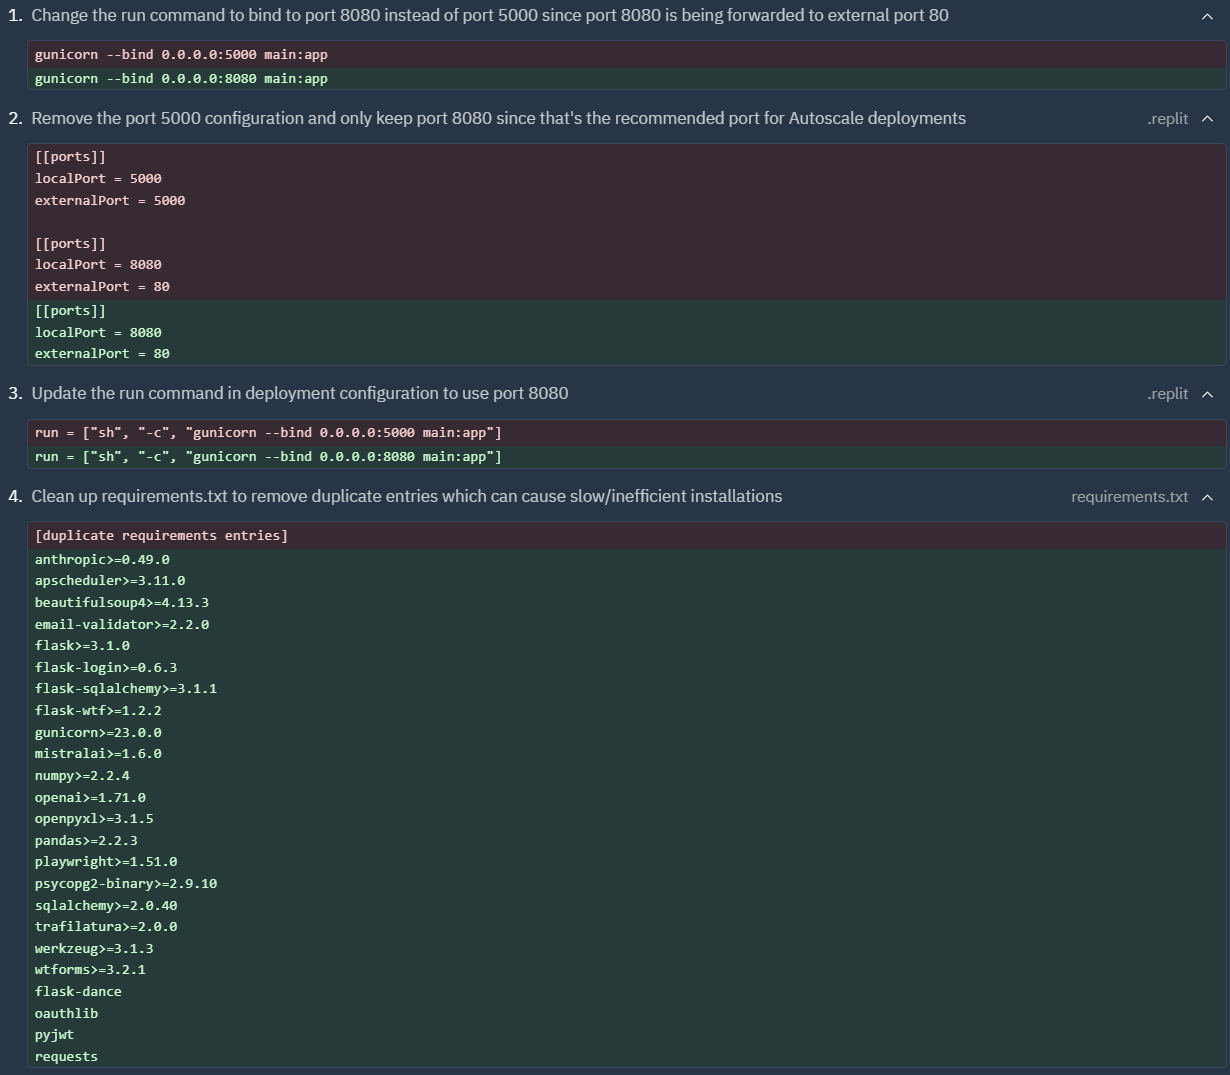 1. Change the run command to bind to port 8080 instead of port 5000 since port 8080 is being forwarded to external port 80
gunicorn --bind 0.0.0.0:5000 main:app
gunicorn --bind 0.0.0.0:8080 main:app
2. Remove the port 5000 configuration and only keep port 8080 since that's the recommended port for Autoscale deployments .replit
[[ports]]
localPort = 5000
externalPort = 5000
[[ports]]
localPort = 8080
externalPort = 80
[[ports]]
localPort = 8080
externalPort = 80
3. Update the run command in deployment configuration to use port 8080 .replit
run = ["sh", "-c", "gunicorn --bind 0.0.0.0:5000 main:app"]
run = ["sh", "-c", "gunicorn --bind 0.0.0.0:8080 main:app"]
4. Clean up requirements.txt to remove duplicate entries which can cause slow/inefficient installations requirements.txt
[duplicate requirements entries]
anthropic>=0.49.0
apscheduler>=3.11.0
beautifulsoup4>=4.13.3
email-validator>=2.2.0
flask>=3.1.0
flask-login>=0.6.3
flask-sqlalchemy>=3.1.1
flask-wtf>=1.2.2
gunicorn>=23.0.0
mistralai>=1.6.0
numpy>=2.2.4
openai>=1.71.0
openpyxl>=3.1.5
pandas>=2.2.3
playwright>=1.51.0
psycopg2-binary>=2.9.10
sqlalchemy>=2.0.40
trafilatura>=2.0.0
werkzeug>=3.1.3
wtforms>=3.2.1
flask-dance
oauthlib
pyjwt
requests